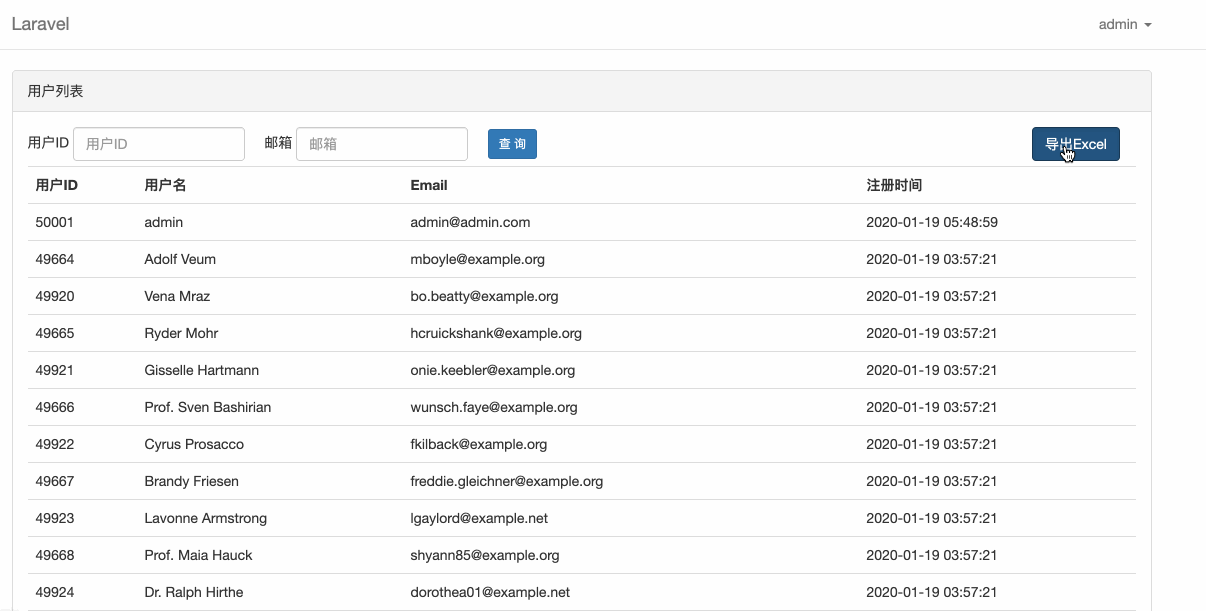 Laravel admin
用户列表
用户ID 用户ID 邮箱 邮箱 查 询 导出Excel
用户ID 用户名 Email 注册时间
50001 admin admin@admin.com 2020-01-19 05:48:59
49664 Adolf Veum mboyle@example.org 2020-01-19 03:57:21
49920 Vena Mraz bo.beatty@example.org 2020-01-19 03:57:21
49665 Ryder Mohr hcruickshank@example.org 2020-01-19 03:57:21
49921 Gisselle Hartmann onie.keebler@example.org 2020-01-19 03:57:21
49666 Prof. Sven Bashirian wunsch.faye@example.org 2020-01-19 03:57:21
49922 Cyrus Prosacco fkilback@example.org 2020-01-19 03:57:21
49667 Brandy Friesen freddie.gleichner@example.org 2020-01-19 03:57:21
49923 Lavonne Armstrong lgaylord@example.net 2020-01-19 03:57:21
49668 Prof. Maia Hauck shyann85@example.org 2020-01-19 03:57:21
49924 Dr. Ralph Hirthe dorothea01@example.net 2020-01-19 03:57:21